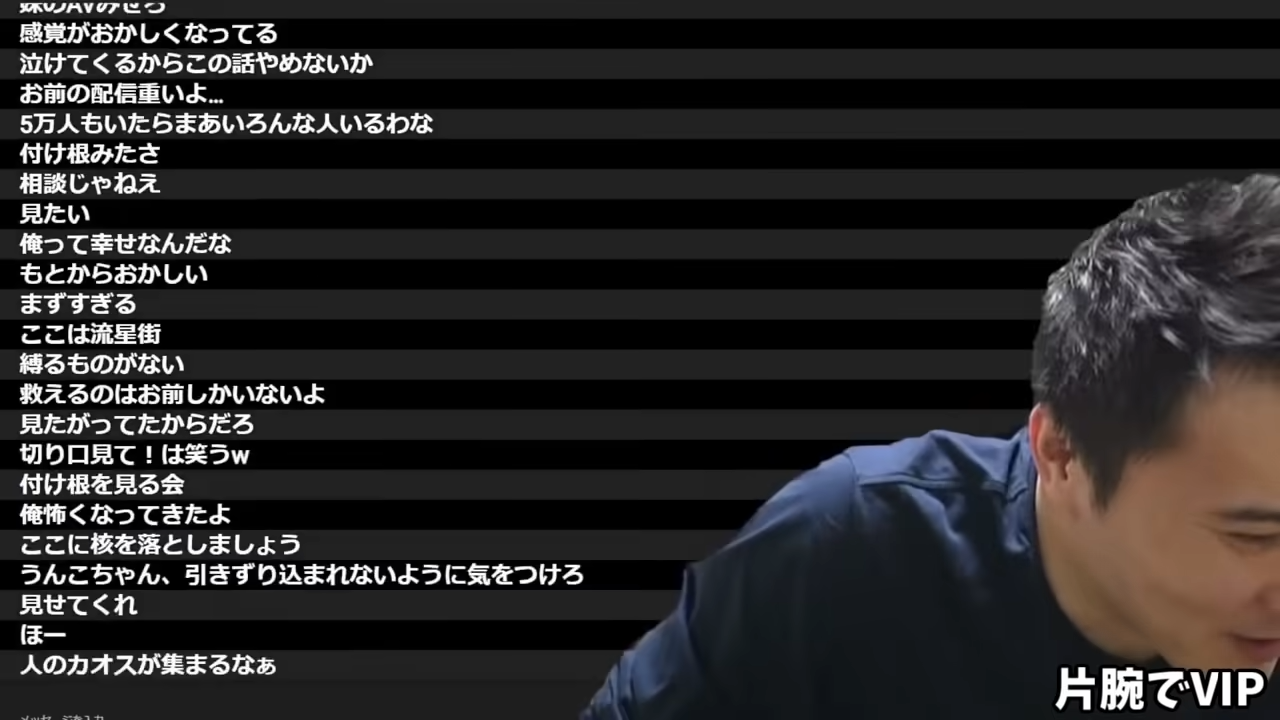 妹のAVみせろ
感覚がおかしくなってる
泣けてくるからこの話やめないか
お前の配信重いよ...
5万人もいたらまあいろんな人いるわな
付け根みたさ
相談じゃねえ
見たい
俺って幸せなんだな
もとからおかしい
まずすぎる
ここは流星街
縛るものがない
救えるのはお前しかいないよ
見たがってたからだろ
切り口見て！は笑うw
付け根を見る会
俺怖くなってきたよ
ここに核を落としましょう
うんこちゃん、引きずり込まれないように気をつけろ
見せてくれ
ほー
人のカオスが集まるなぁ
片腕でVIP